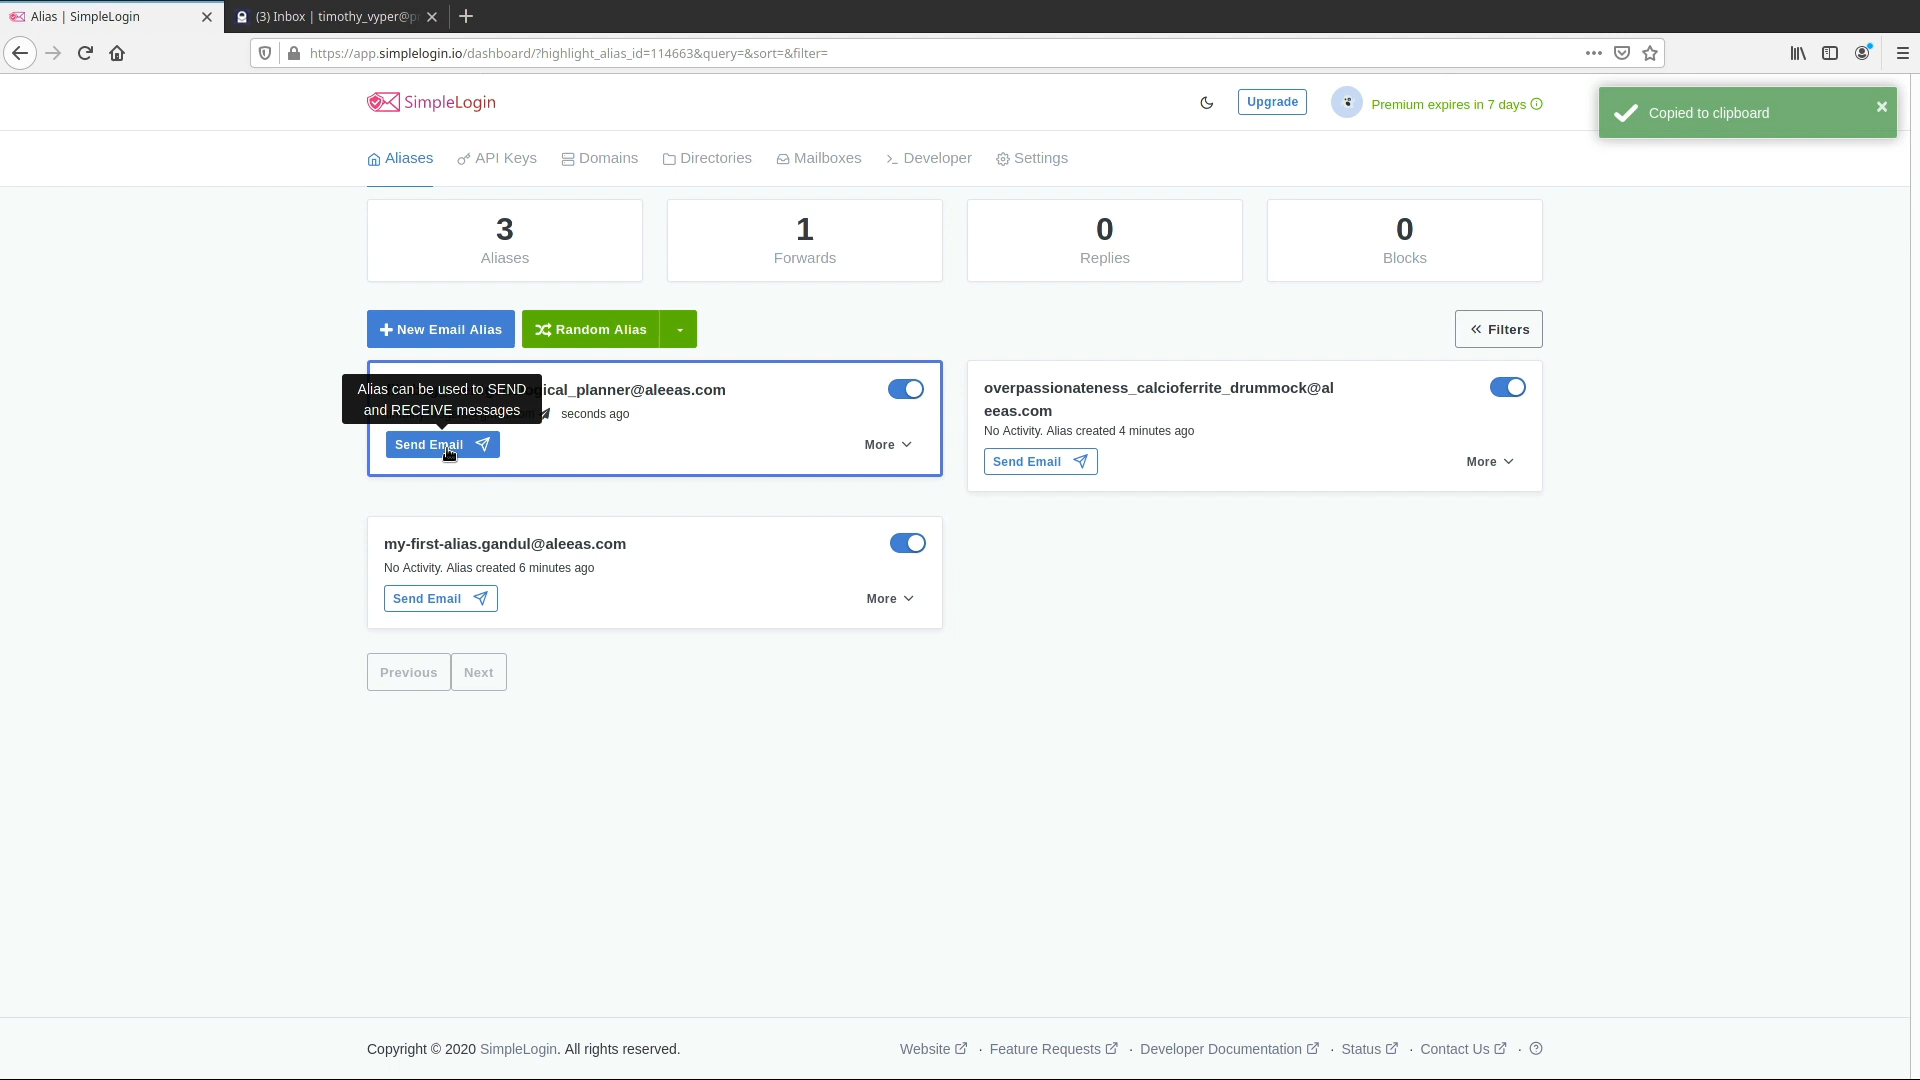 Alias | SimpleLogin
(3) Inbox | timothy_vyper@p
https://app.simplelogin.io/dashboard/?highlight_alias_id=114663&query=&sort=&filter=
SimpleLogin
Upgrade
Premium expires in 7 days
Copied to clipboard
Aliases
API Keys
Domains
Directories
Mailboxes
Developer
Settings
3
Aliases
1
Forwards
0
Replies
0
Blocks
New Email Alias
Random Alias
Filters
Alias can be used to SEND
and RECEIVE messages
ogical_planner@aleeas.com
seconds ago
Send Email
More
overpassionateness_calcioferrite_drummock@al
eeas.com
No Activity. Alias created 4 minutes ago
Send Email
More
my-first-alias.gandul@aleeas.com
No Activity. Alias created 6 minutes ago
Send Email
More
Previous
Next
Copyright © 2020 SimpleLogin. All rights reserved.
Website · Feature Requests · Developer Documentation · Status · Contact Us ·